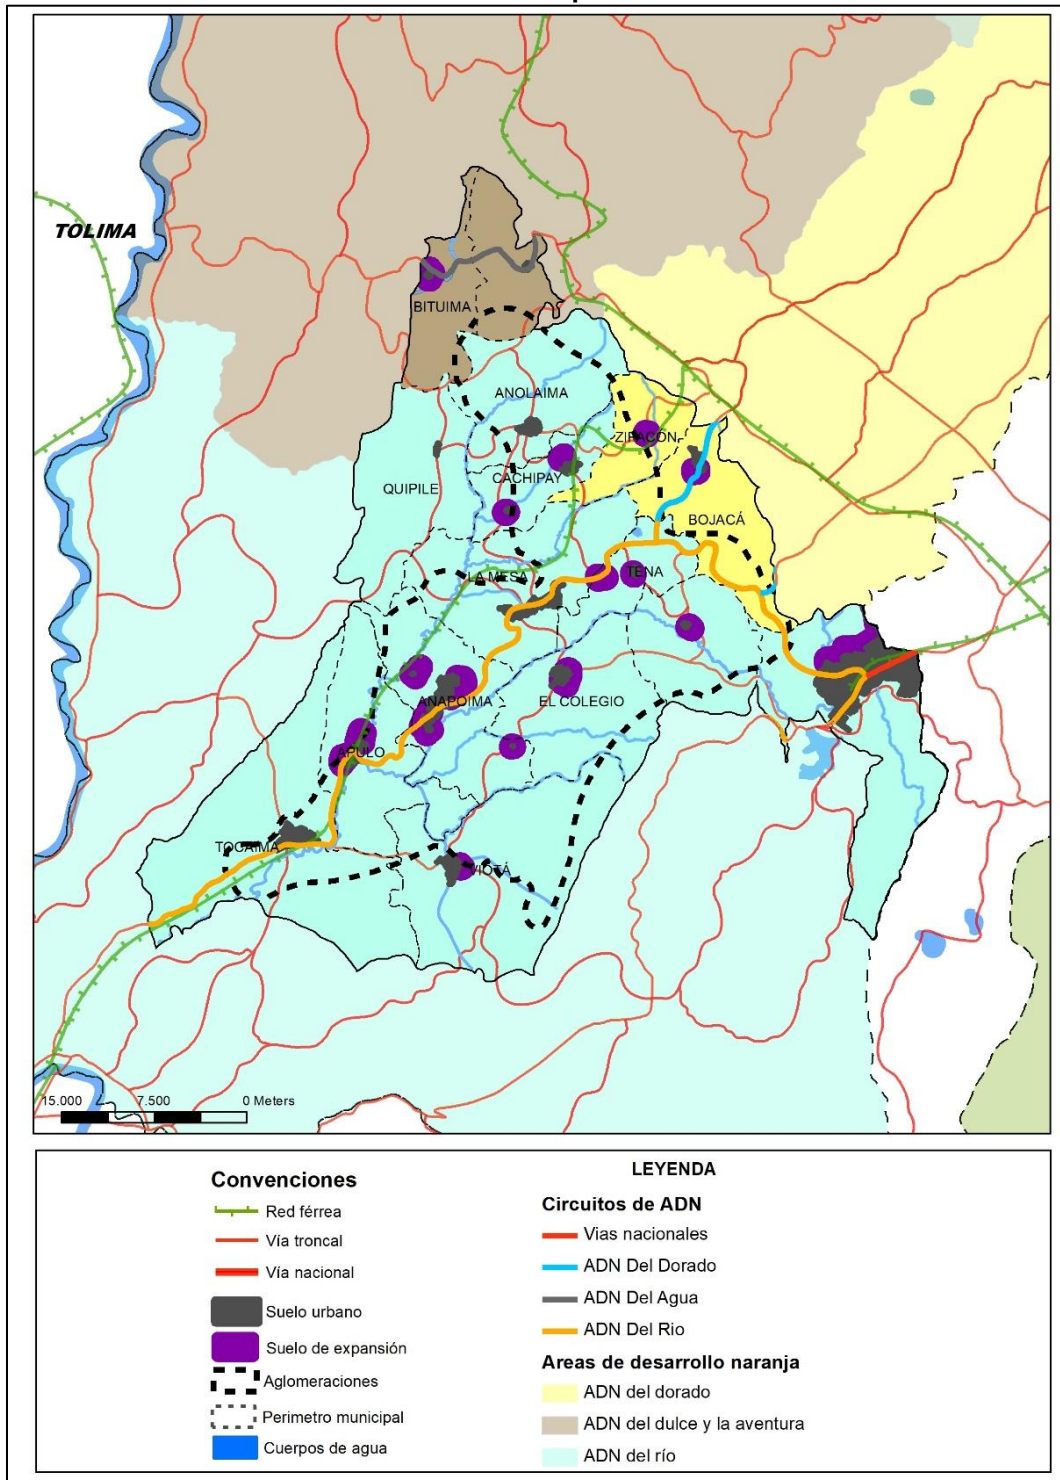 TOLIMA
BITUIMA
ANOLAIMA
ZIPACÓN
CACHIPAY
QUIPILE
BOJACÁ
LA MESA
TENA
ANAPOIMA
EL COLEGIO
APULO
TOCAIMA
VIOTÁ
15.000 7.500 0 Meters
LEYENDA
Convenciones
Red férrea
Vía troncal
Vía nacional
Suelo urbano
Suelo de expansión
Aglomeraciones
Perimetro municipal
Cuerpos de agua
Circuitos de ADN
Vias nacionales
ADN Del Dorado
ADN Del Agua
ADN Del Rio
Areas de desarrollo naranja
ADN del dorado
ADN del dulce y la aventura
ADN del río